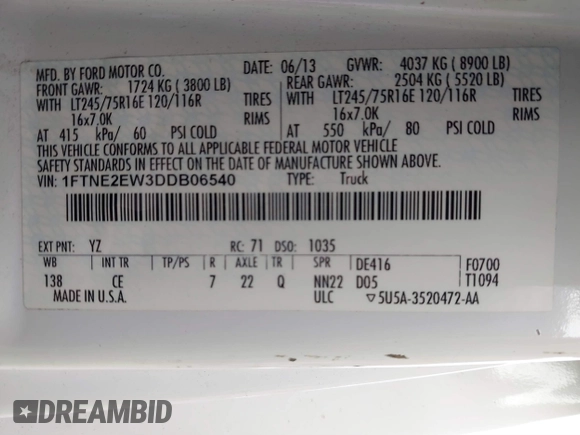 MFD. BY FORD MOTOR CO. DATE: 06/13 GVWR: 4037 KG ( 8900 LB)
FRONT GAWR: 1724 KG ( 3800 LB) REAR GAWR: 2504 KG ( 5520 LB)
WITH LT245/75R16E 120/116R TIRES WITH LT245/75R16E 120/116R TIRES
16x7.0K RIMS 16x7.0K RIMS
AT 415 kPa/ 60 PSI COLD AT 550 kPa/ 80 PSI COLD
THIS VEHICLE CONFORMS TO ALL APPLICABLE FEDERAL MOTOR VEHICLE
SAFETY STANDARDS IN EFFECT ON THE DATE OF MANUFACTURE SHOWN ABOVE.
VIN: 1FTNE2EW3DDB06540 TYPE: Truck
EXT PNT: YZ RC: 71 DSO: 1035
WB INT TR TP/PS R AXLE TR SPR DE416 F0700
138 CE 7 22 Q NN22 D05 T1094
MADE IN U.S.A. ULC ▽5U5A-3520472-AA
DREAMBID